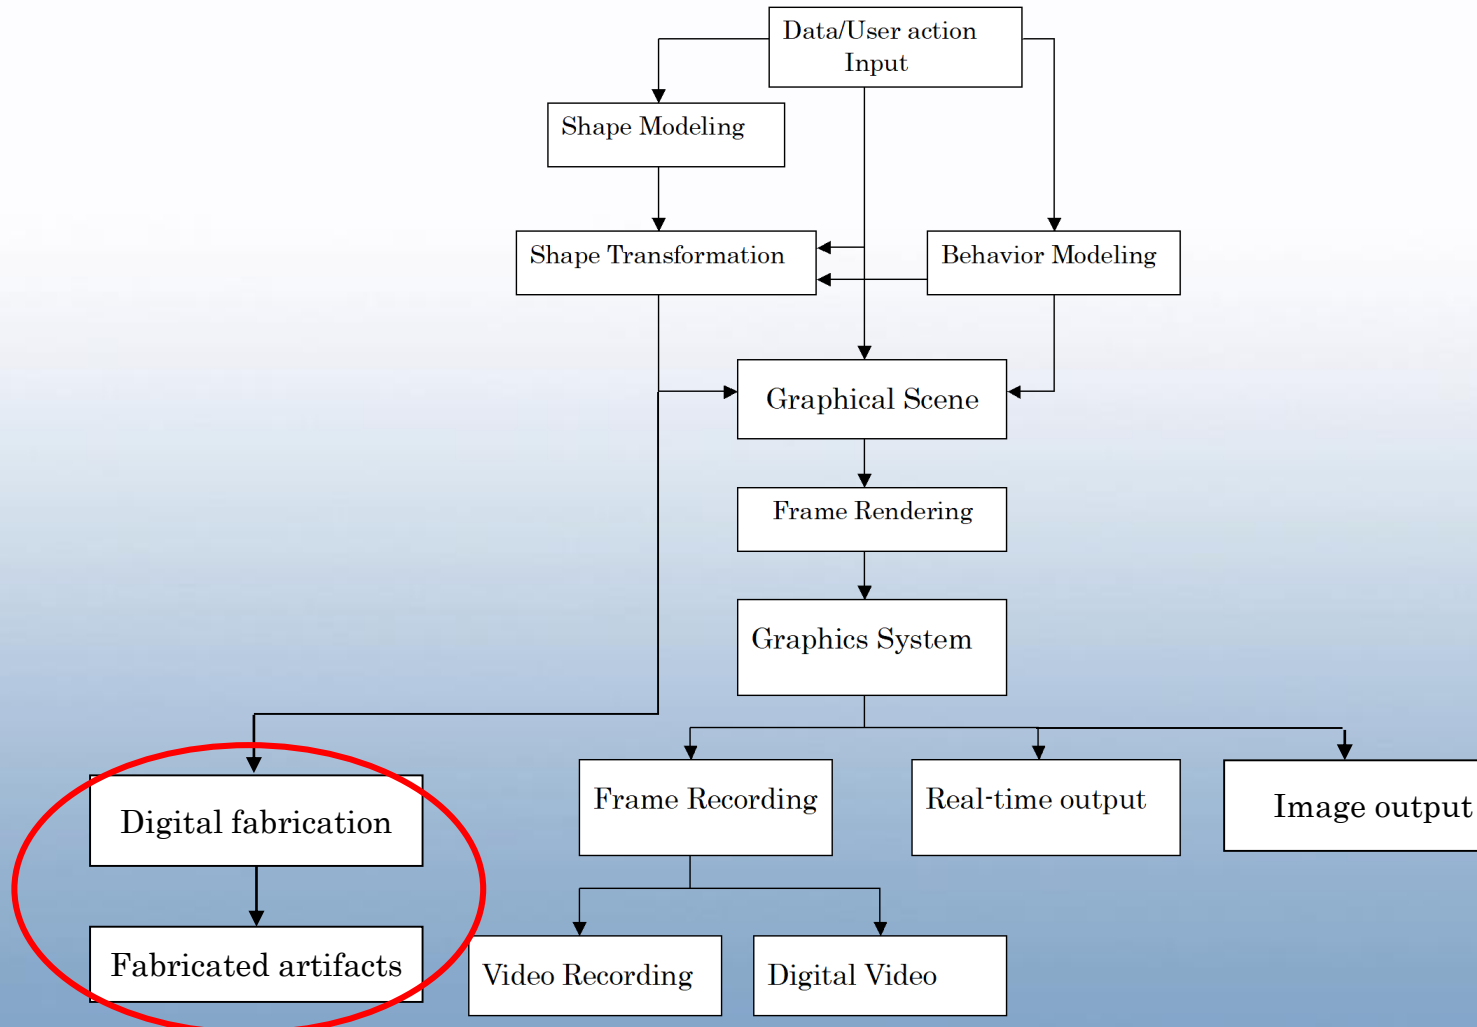 Data/User action
Input
Shape Modeling
Shape Transformation
Behavior Modeling
Graphical Scene
Frame Rendering
Graphics System
Digital fabrication
Frame Recording
Real-time output
Image output
Fabricated artifacts
Video Recording
Digital Video